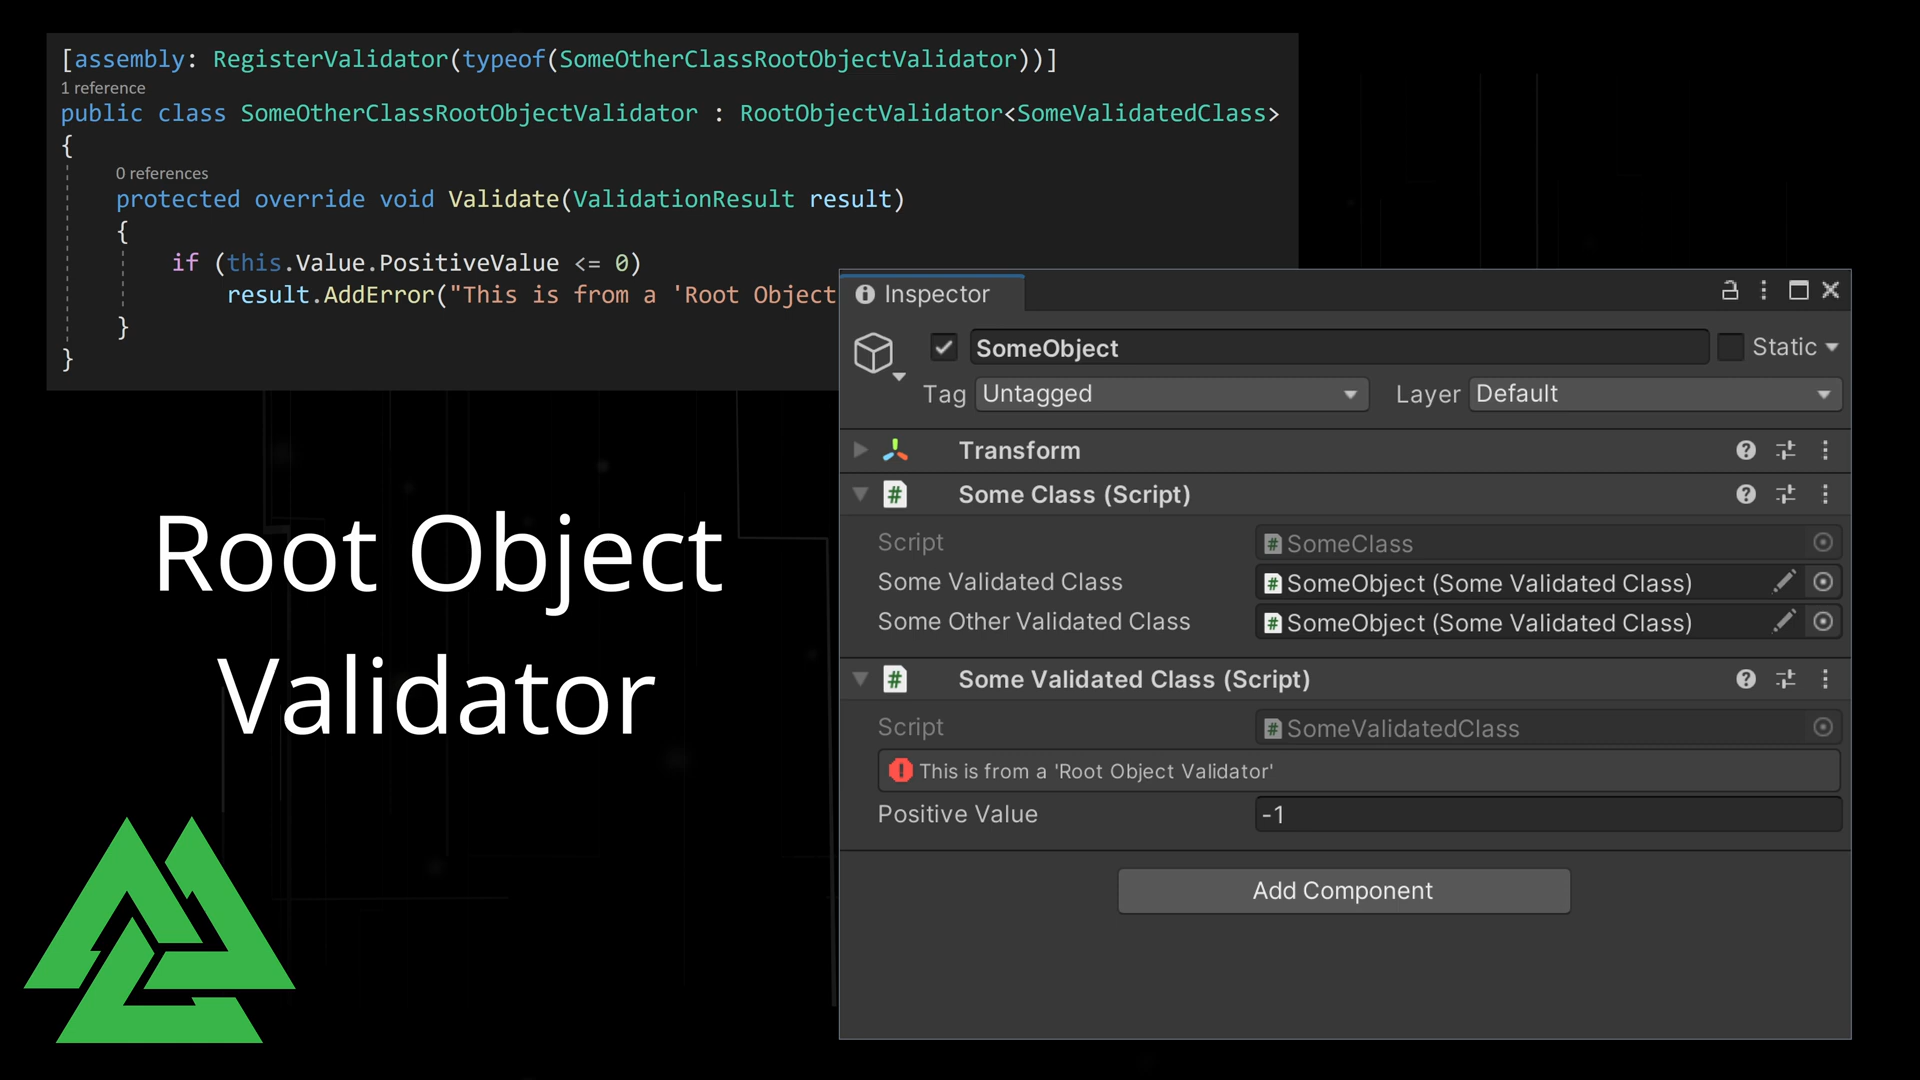 [assembly: RegisterValidator(typeof(SomeOtherClassRootObjectValidator))]
1 reference
public class SomeOtherClassRootObjectValidator : RootObjectValidator<SomeValidatedClass>
{
0 references
protected override void Validate(ValidationResult result)
{
if (this.Value.PositiveValue <= 0)
result.AddError("This is from a 'Root Object
}
}
Root Object
Validator
Inspector
SomeObject
Static
Tag Untagged Layer Default
Transform
Some Class (Script)
Script # SomeClass
Some Validated Class # SomeObject (Some Validated Class)
Some Other Validated Class # SomeObject (Some Validated Class)
Some Validated Class (Script)
Script # SomeValidatedClass
This is from a 'Root Object Validator'
Positive Value -1
Add Component